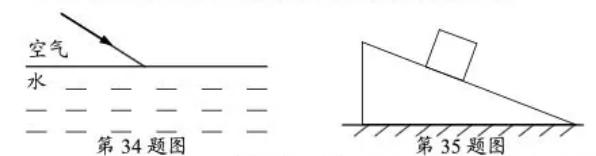 空气
水
第 34 题图
第 35 题图